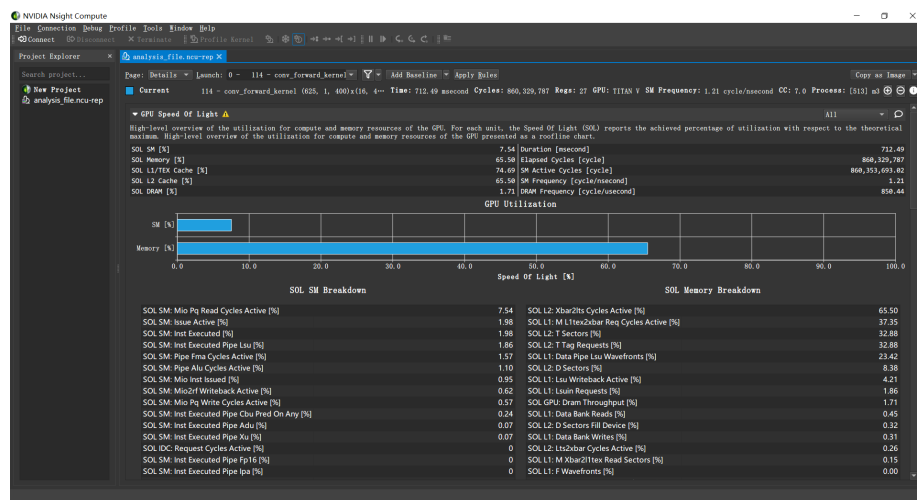 NVIDIA Nsight Compute
File Connection Debug Profile Tools Window Help
Connect Disconnect Terminate Profile Kernel
Project Explorer × analysis_file.ncu-rep ×
Search project...
New Project
analysis_file.ncu-rep
Page: Details Launch: 0 - 114 - conv_forward_kernel Add Baseline Apply Rules Copy as Image
Current 114 - conv_forward_kernel (625, 1, 400)x(16, 4··· Time: 712.49 msecond Cycles: 860,329,787 Regs: 27 GPU: TITAN V SM Frequency: 1.21 cycle/nsecond CC: 7.0 Process: [513] m3
GPU Speed Of Light All
High-level overview of the utilization for compute and memory resources of the GPU. For each unit, the Speed Of Light (SOL) reports the achieved percentage of utilization with respect to the theoretical
maximum. High-level overview of the utilization for compute and memory resources of the GPU presented as a roofline chart.
SOL SM [%] 7.54 Duration [msecond] 712.49
SOL Memory [%] 65.50 Elapsed Cycles [cycle] 860,329,787
SOL L1/TEX Cache [%] 74.69 SM Active Cycles [cycle] 860,353,693.02
SOL L2 Cache [%] 65.50 SM Frequency [cycle/nsecond] 1.21
SOL DRAM [%] 1.71 DRAM Frequency [cycle/usecond] 850.44
GPU Utilization
SM [%]
Memory [%]
0.0 10.0 20.0 30.0 40.0 50.0 60.0 70.0 80.0 90.0 100.0
Speed Of Light [%]
SOL SM Breakdown SOL Memory Breakdown
SOL SM: Mio Pq Read Cycles Active [%] 7.54 SOL L2: Xbar2lts Cycles Active [%] 65.50
SOL SM: Issue Active [%] 1.98 SOL L1: M L1tex2xbar Req Cycles Active [%] 37.35
SOL SM: Inst Executed [%] 1.98 SOL L2: T Sectors [%] 32.88
SOL SM: Inst Executed Pipe Lsu [%] 1.86 SOL L2: T Tag Requests [%] 32.88
SOL SM: Pipe Fma Cycles Active [%] 1.57 SOL L1: Data Pipe Lsu Wavefronts [%] 23.42
SOL SM: Pipe Alu Cycles Active [%] 1.10 SOL L2: D Sectors [%] 8.38
SOL SM: Mio Inst Issued [%] 0.95 SOL L1: Lsu Writeback Active [%] 4.21
SOL SM: Mio2rf Writeback Active [%] 0.62 SOL L1: Lsuin Requests [%] 1.86
SOL SM: Mio Pq Write Cycles Active [%] 0.57 SOL GPU: Dram Throughput [%] 1.71
SOL SM: Inst Executed Pipe Cbu Pred On Any [%] 0.24 SOL L1: Data Bank Reads [%] 0.45
SOL SM: Inst Executed Pipe Adu [%] 0.07 SOL L2: D Sectors Fill Device [%] 0.32
SOL SM: Inst Executed Pipe Xu [%] 0.07 SOL L1: Data Bank Writes [%] 0.31
SOL IDC: Request Cycles Active [%] 0 SOL L2: Lts2xbar Cycles Active [%] 0.26
SOL SM: Inst Executed Pipe Fp16 [%] 0 SOL L1: M Xbar2l1tex Read Sectors [%] 0.15
SOL SM: Inst Executed Pipe Ipa [%] 0 SOL L1: F Wavefronts [%] 0.00